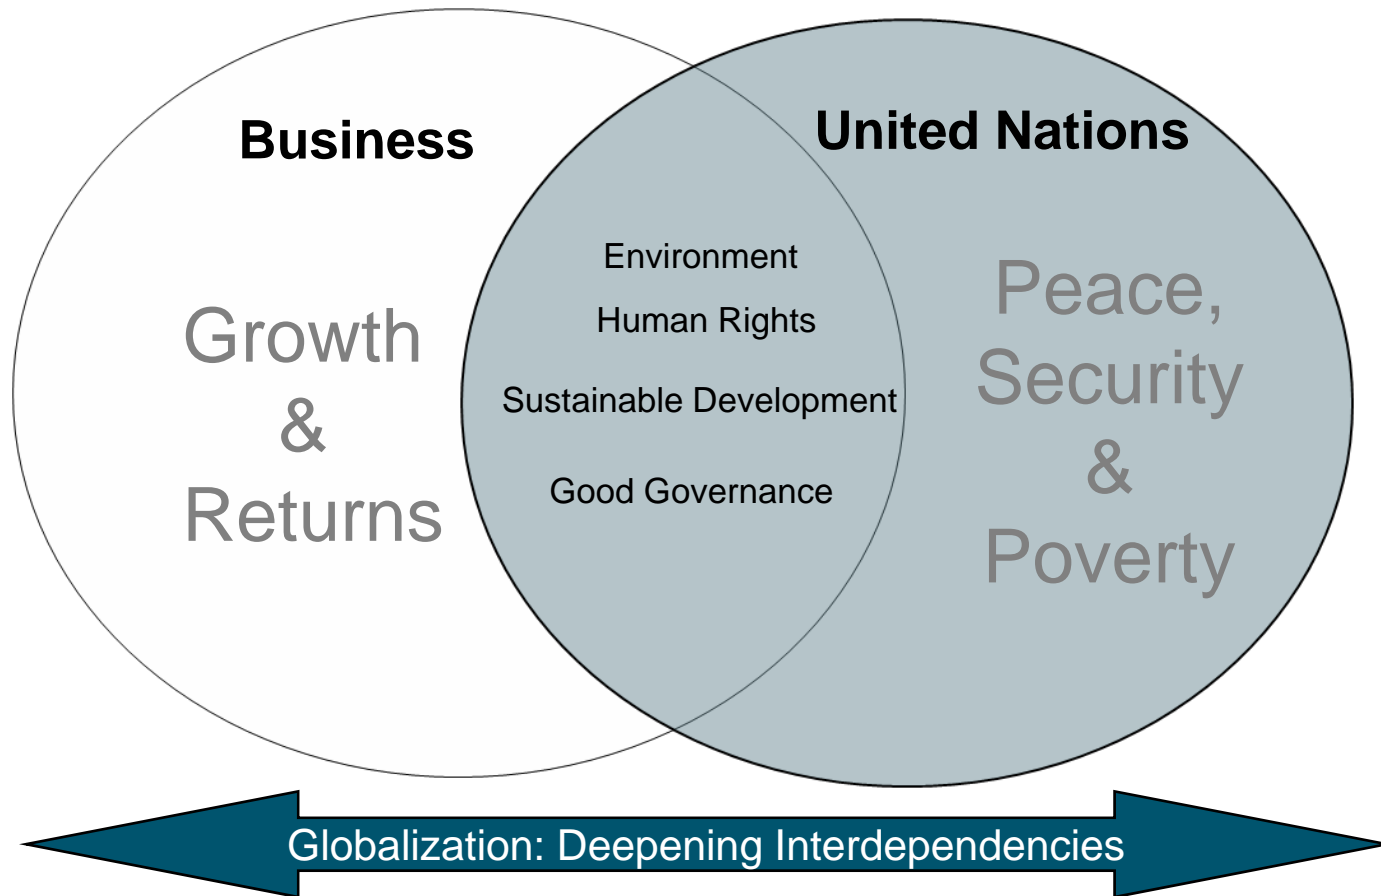 Business
United Nations
Growth
&
Returns
Environment
Human Rights
Sustainable Development
Good Governance
Peace,
Security
&
Poverty
Globalization: Deepening Interdependencies